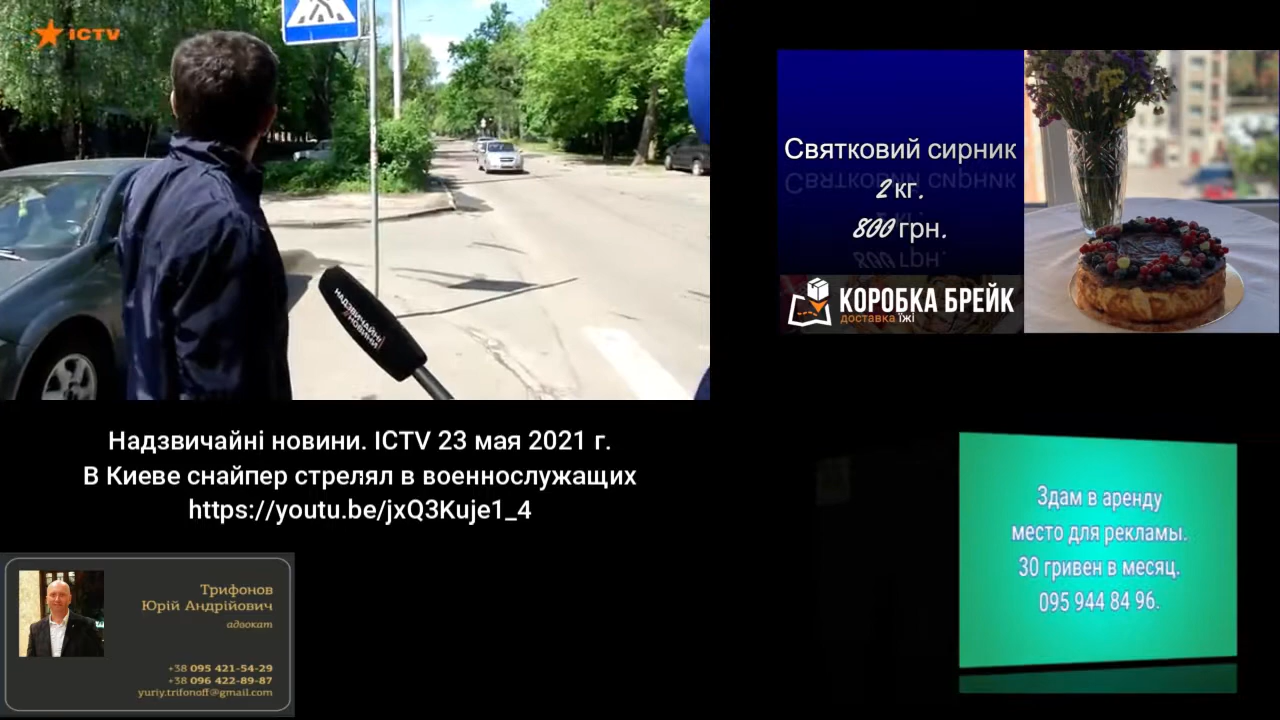 ICTV
НАДЗВИЧАЙНІ
НОВИНИ
Надзвичайні новини. ICTV 23 мая 2021 г.
В Киеве снайпер стрелял в военнослужащих
https://youtu.be/jxQ3Kuje1_4
Трифонов
Юрій Андрійович
адвокат
+38 095 421-54-29
+38 096 422-89-87
yuriy.trifonoff@gmail.com
Святковий сирник
2 кг.
800 грн.
КОРОБКА БРЕЙК
доставка їжі
Здам в аренду
место для рекламы.
30 гривен в месяц.
095 944 84 96.